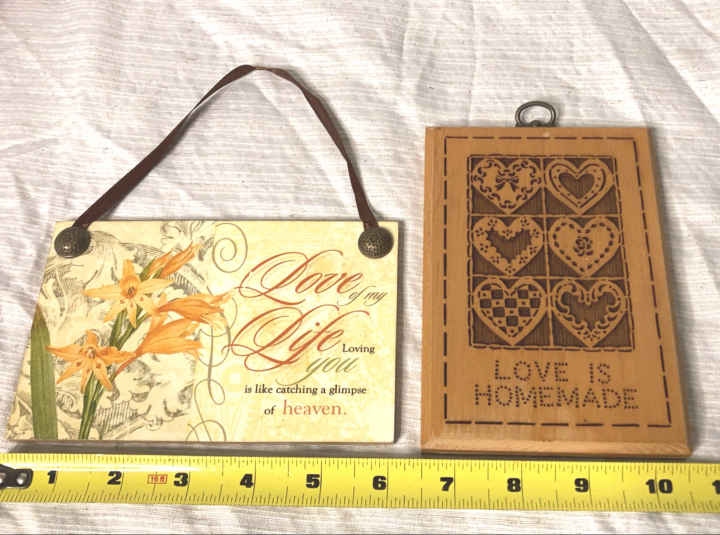 Love
of my
Life
Loving
you
is like catching a glimpse
of heaven.
LOVE IS
HOMEMADE
1 2 16 B 3 4 5 6 7 8 9 10